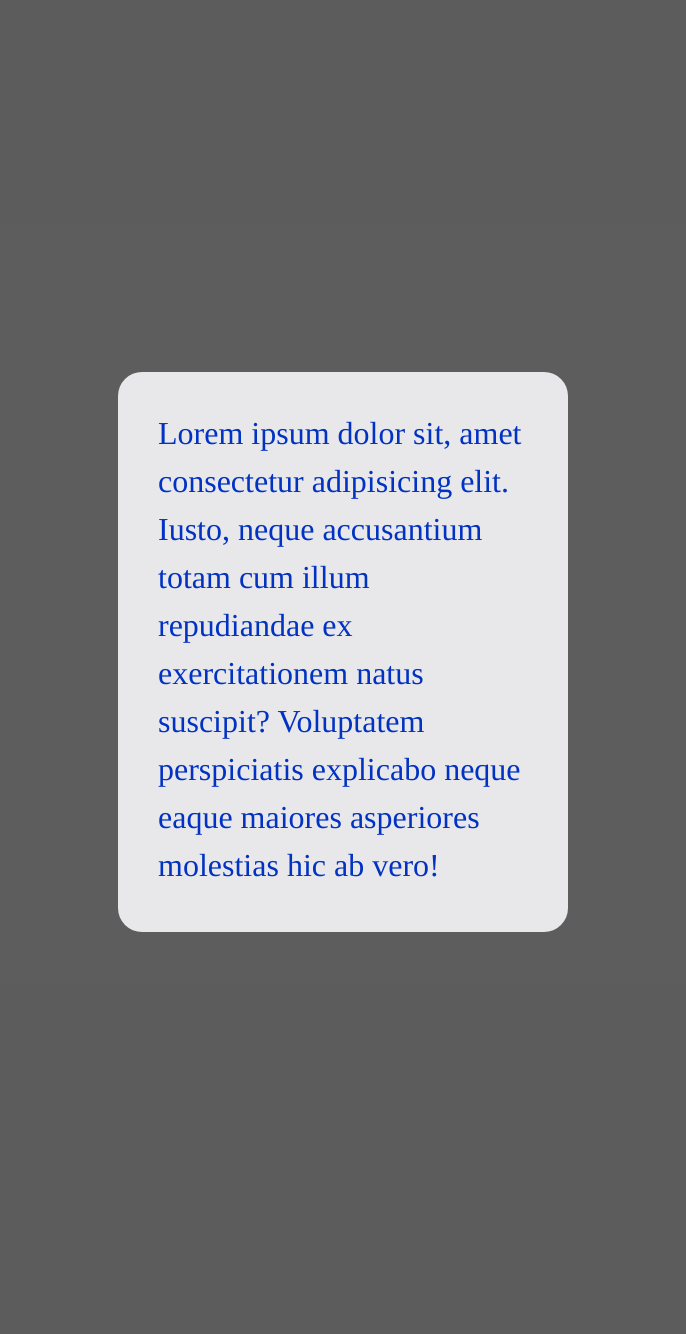 Lorem ipsum dolor sit, amet
consectetur adipisicing elit.
Iusto, neque accusantium
totam cum illum
repudiandae ex
exercitationem natus
suscipit? Voluptatem
perspiciatis explicabo neque
eaque maiores asperiores
molestias hic ab vero!